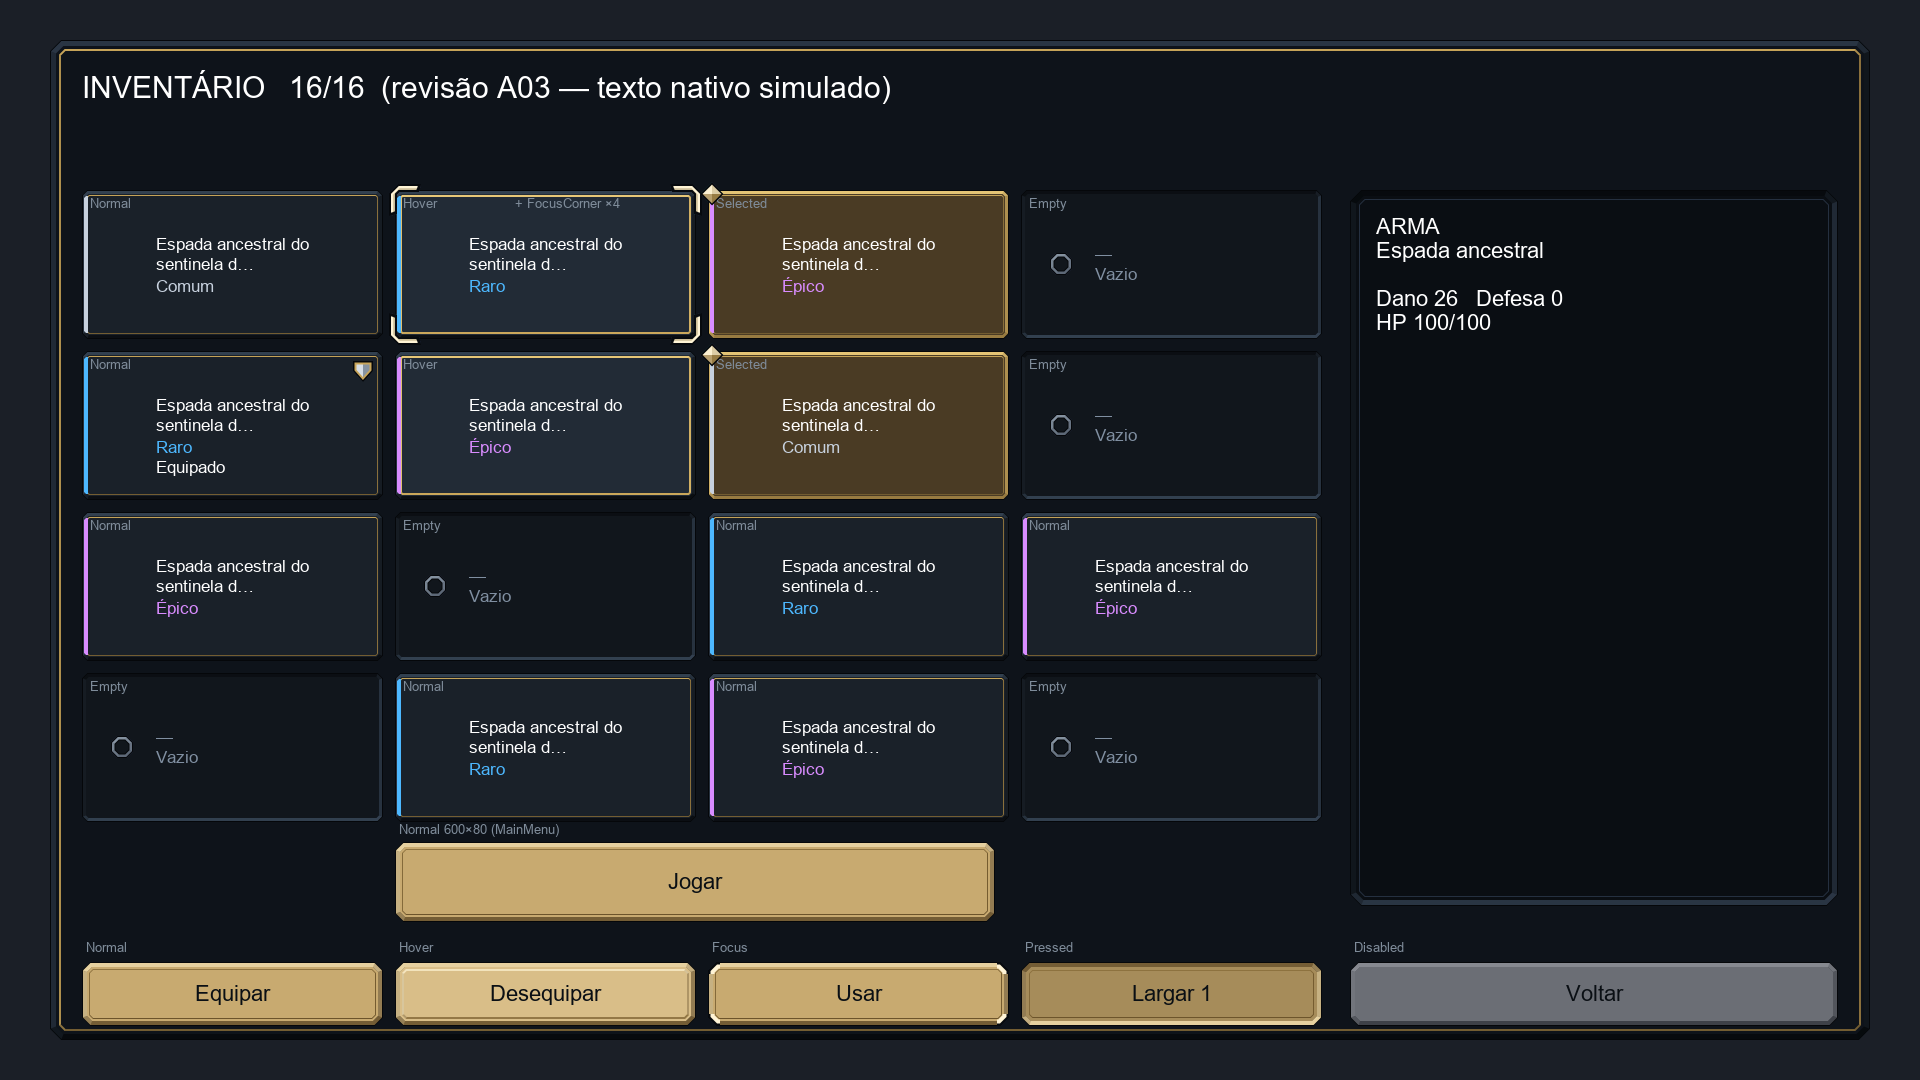 INVENTÁRIO 16/16 (revisão A03 — texto nativo simulado)
Normal
Espada ancestral do
sentinela d…
Comum
Hover + FocusCorner ×4
Espada ancestral do
sentinela d…
Raro
Selected
Espada ancestral do
sentinela d…
Épico
Empty
—
Vazio
Normal
Espada ancestral do
sentinela d…
Raro
Equipado
Hover
Espada ancestral do
sentinela d…
Épico
Selected
Espada ancestral do
sentinela d…
Comum
Empty
—
Vazio
Normal
Espada ancestral do
sentinela d…
Épico
Empty
—
Vazio
Normal
Espada ancestral do
sentinela d…
Raro
Normal
Espada ancestral do
sentinela d…
Épico
Empty
—
Vazio
Normal
Espada ancestral do
sentinela d…
Raro
Normal
Espada ancestral do
sentinela d…
Épico
Empty
—
Vazio
ARMA
Espada ancestral
Dano 26 Defesa 0
HP 100/100
Normal 600×80 (MainMenu)
Jogar
Normal
Equipar
Hover
Desequipar
Focus
Usar
Pressed
Largar 1
Disabled
Voltar